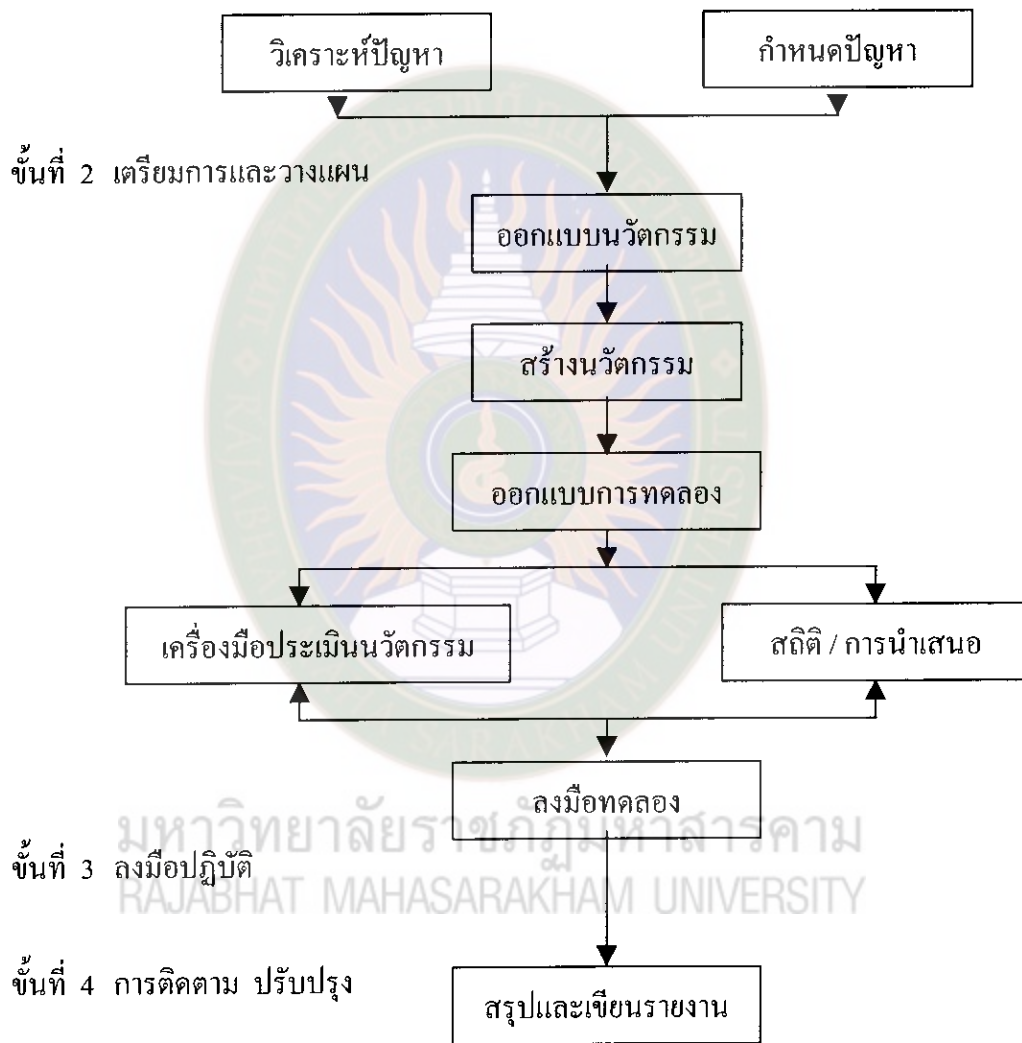 วิเคราะห์ปัญหา กำหนดปัญหา
ขั้นที่ 2 เตรียมการและวางแผน
ออกแบบนวัตกรรม
สร้างนวัตกรรม
ออกแบบการทดลอง
เครื่องมือประเมินนวัตกรรม สถิติ / การนำเสนอ
ลงมือทดลอง
มหาวิทยาลัยราชภัฏมหาสารคาม
ขั้นที่ 3 ลงมือปฏิบัติ
RAJABHAT MAHASARAKHAM UNIVERSITY
ขั้นที่ 4 การติดตาม ปรับปรุง
สรุปและเขียนรายงาน